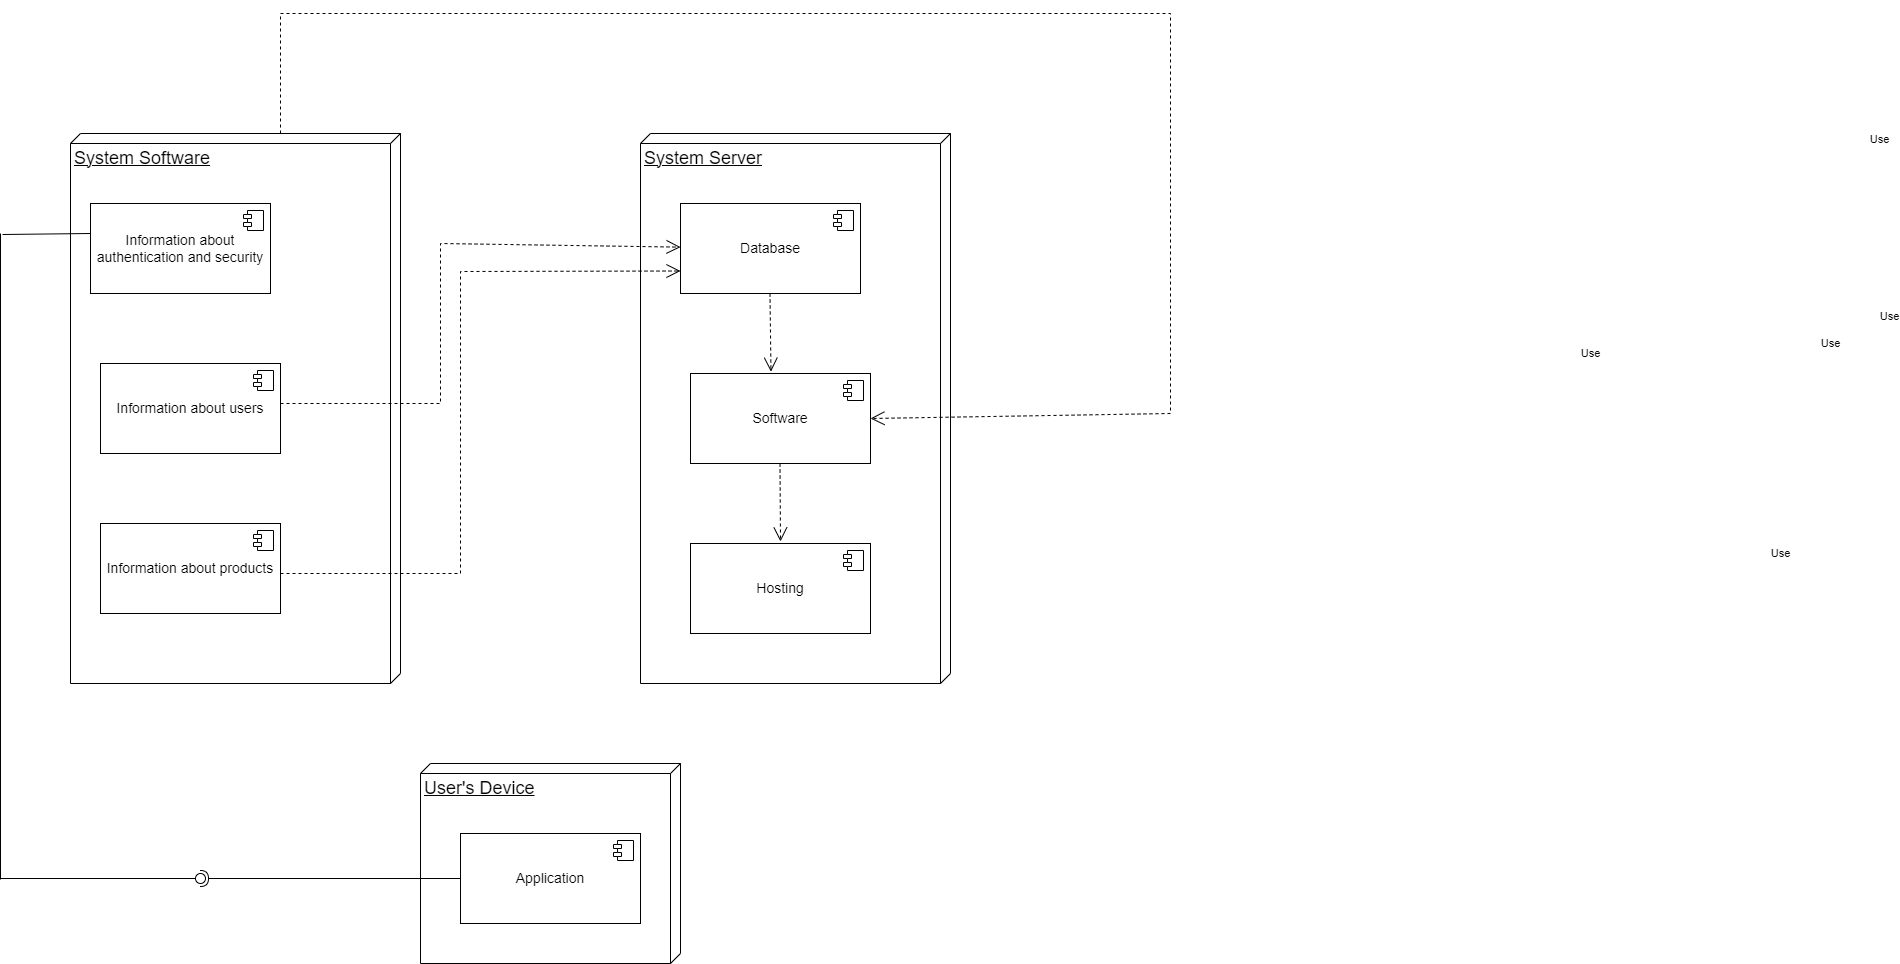 System Software
Information about
authentication and security
Information about users
Information about products
System Server
Database
Software
Hosting
User's Device
Application
Use
Use
Use
Use
Use